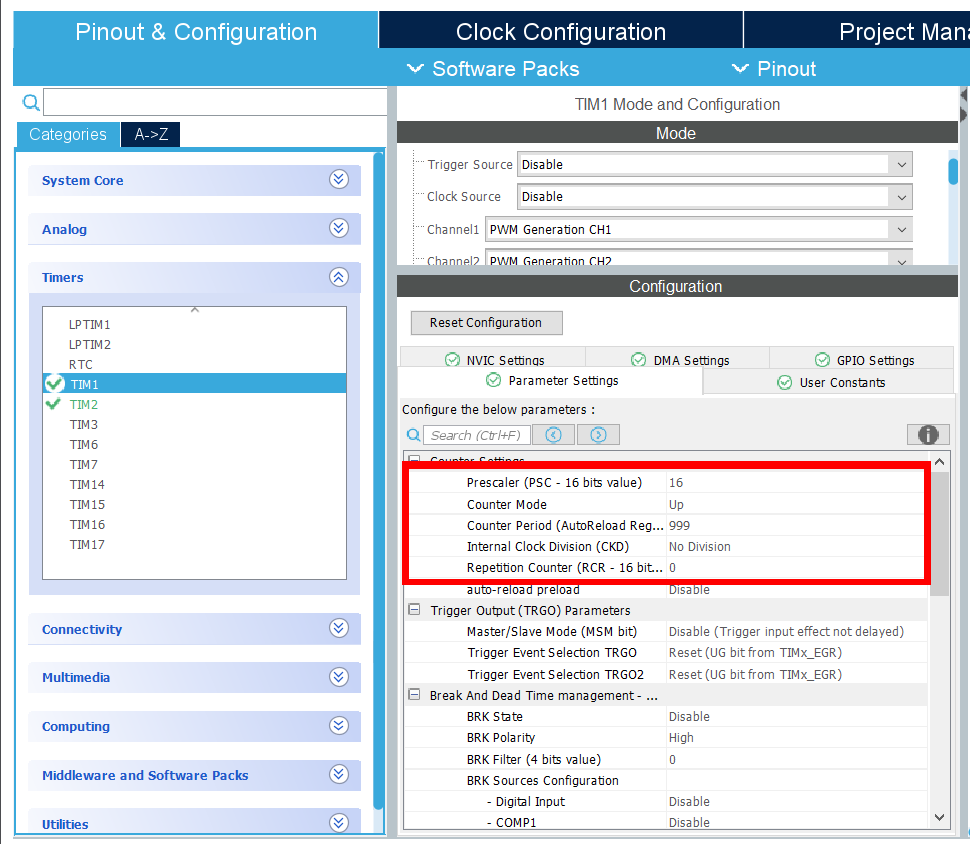 Pinout & Configuration
Clock Configuration
Project Mana
Software Packs
Pinout
Categories
A->Z
System Core
Analog
Timers
LPTIM1
LPTIM2
RTC
TIM1
TIM2
TIM3
TIM6
TIM7
TIM14
TIM15
TIM16
TIM17
Connectivity
Multimedia
Computing
Middleware and Software Packs
Utilities
TIM1 Mode and Configuration
Mode
Trigger Source Disable
Clock Source Disable
Channel1 PWM Generation CH1
Channel2 PWM Generation CH2
Configuration
Reset Configuration
NVIC Settings
DMA Settings
GPIO Settings
Parameter Settings
User Constants
Configure the below parameters :
Search (Ctrl+F)
Counter Settings
Prescaler (PSC - 16 bits value) 16
Counter Mode Up
Counter Period (AutoReload Reg... 999
Internal Clock Division (CKD) No Division
Repetition Counter (RCR - 16 bit... 0
auto-reload preload Disable
Trigger Output (TRGO) Parameters
Master/Slave Mode (MSM bit) Disable (Trigger input effect not delayed)
Trigger Event Selection TRGO Reset (UG bit from TIMx_EGR)
Trigger Event Selection TRGO2 Reset (UG bit from TIMx_EGR)
Break And Dead Time management - ...
BRK State Disable
BRK Polarity High
BRK Filter (4 bits value) 0
BRK Sources Configuration
- Digital Input Disable
- COMP1 Disable